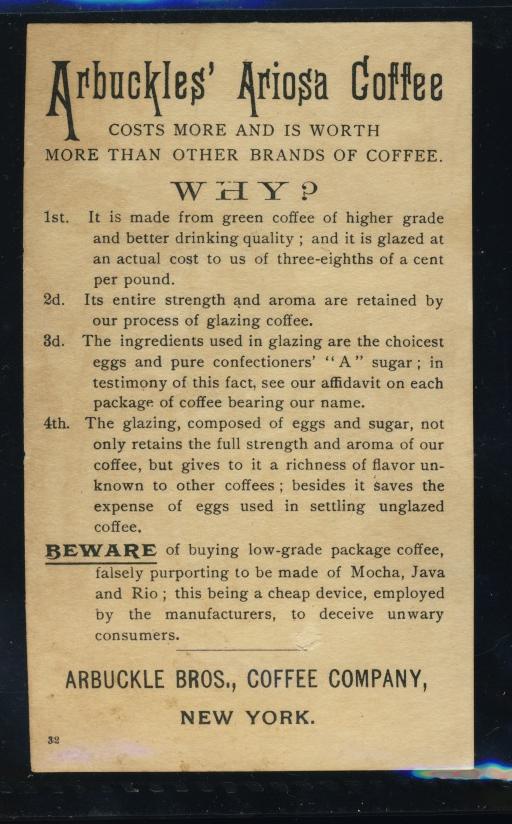 Arbuckles' Ariosa Coffee
COSTS MORE AND IS WORTH
MORE THAN OTHER BRANDS OF COFFEE.
WHY?
1st. It is made from green coffee of higher grade
and better drinking quality ; and it is glazed at
an actual cost to us of three-eighths of a cent
per pound.
2d. Its entire strength and aroma are retained by
our process of glazing coffee.
3d. The ingredients used in glazing are the choicest
eggs and pure confectioners' "A" sugar ; in
testimony of this fact, see our affidavit on each
package of coffee bearing our name.
4th. The glazing, composed of eggs and sugar, not
only retains the full strength and aroma of our
coffee, but gives to it a richness of flavor un-
known to other coffees ; besides it saves the
expense of eggs used in settling unglazed
coffee.
BEWARE of buying low-grade package coffee,
falsely purporting to be made of Mocha, Java
and Rio ; this being a cheap device, employed
by the manufacturers, to deceive unwary
consumers.
ARBUCKLE BROS., COFFEE COMPANY,
NEW YORK.
32